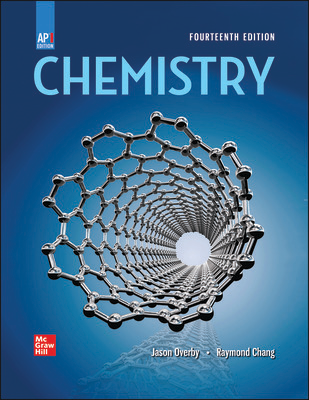 AP
EDITION
FOURTEENTH EDITION
CHEMISTRY
Mc
Graw
Hill
Jason Overby • Raymond Chang